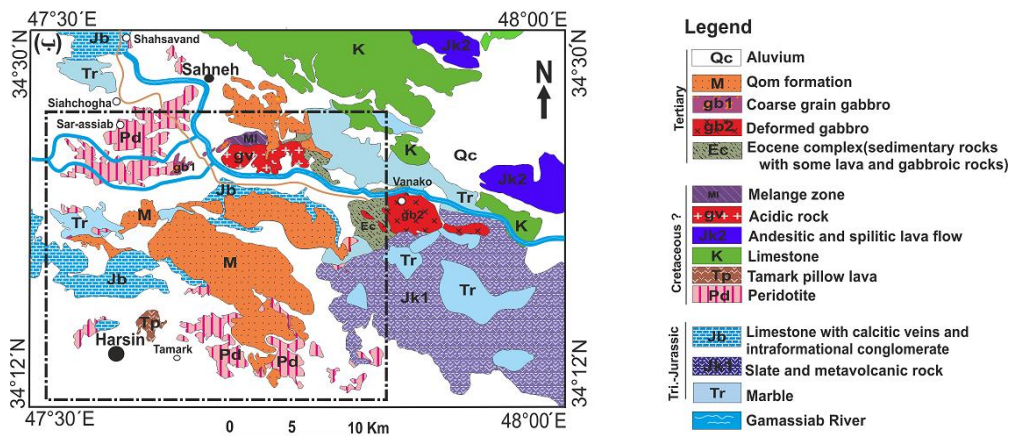 47°30´E
48°00´E
34°30´N
34°30´N
(ب)
Jb
Shahsavand
K
Jk2
Tr
Sahneh
N
Siahchogha
Sar-assiab
Pd
Ml
gv
gb1
K
Qc
Jk2
Vanako
Tr
Jb
gb2
K
M
Tr
Ec
Tr
M
Jb
Jk1
Tr
Tp
Harsin
Tamark
Pd
Pd
34°12´N
34°12´N
47°30´E
48°00´E
0 5 10 Km
Legend
Tertiary
Qc Aluvium
M Qom formation
gb1 Coarse grain gabbro
gb2 Deformed gabbro
Ec Eocene complex(sedimentary rocks
with some lava and gabbroic rocks)
Cretaceous ?
Ml Melange zone
gv Acidic rock
Jk2 Andesitic and spilitic lava flow
K Limestone
Tp Tamark pillow lava
Pd Peridotite
Tri.-Jurassic
Jb Limestone with calcitic veins and
intraformational conglomerate
Jk1 Slate and metavolcanic rock
Tr Marble
Gamassiab River